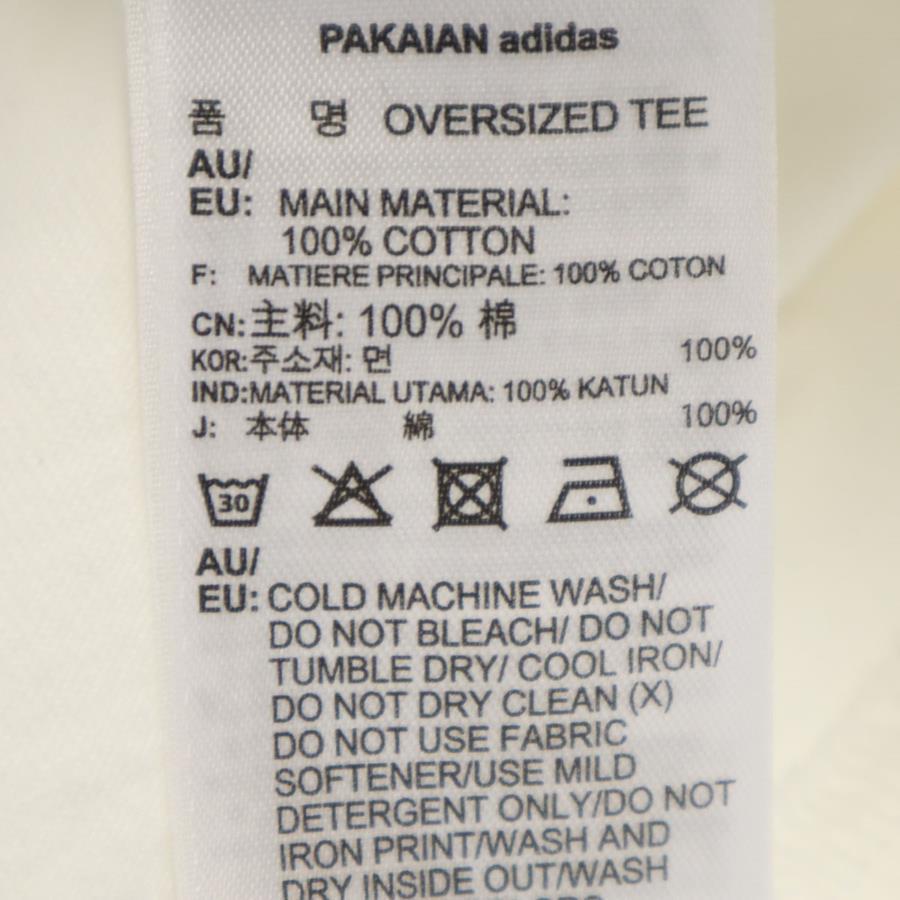 PAKAIAN adidas
품 명 OVERSIZED TEE
AU/
EU: MAIN MATERIAL:
100% COTTON
F: MATIERE PRINCIPALE: 100% COTON
CN:主料: 100% 棉
KOR:주소재: 면 100%
IND:MATERIAL UTAMA: 100% KATUN
J: 本体 綿 100%
30
AU/
EU: COLD MACHINE WASH/
DO NOT BLEACH/ DO NOT
TUMBLE DRY/ COOL IRON/
DO NOT DRY CLEAN (X)
DO NOT USE FABRIC
SOFTENER/USE MILD
DETERGENT ONLY/DO NOT
IRON PRINT/WASH AND
DRY INSIDE OUT/WASH